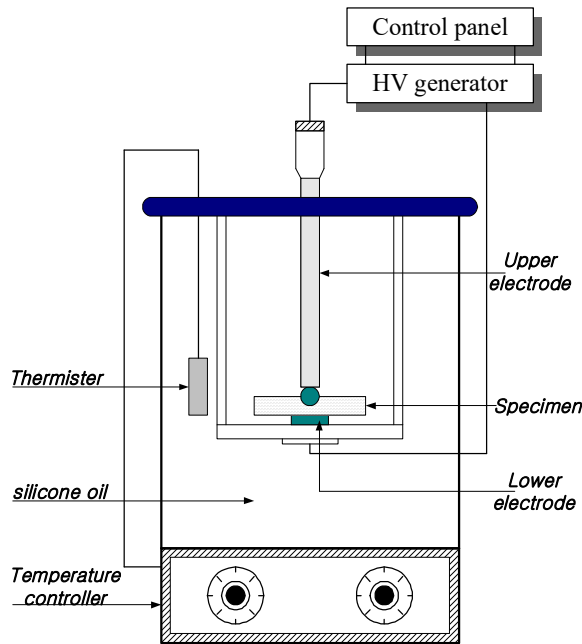 Control panel
HV generator
Upper
electrode
Thermister
Specimen
silicone oil
Lower
electrode
Temperature
controller